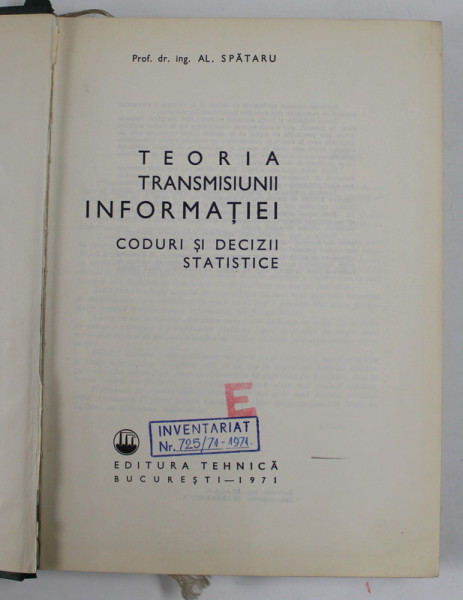 Prof. dr. ing. AL. SPĂTARU
TEORIA
TRANSMISIUNII
INFORMAȚIEI
CODURI ȘI DECIZII
STATISTICE
E
INVENTARIAT
Nr. 725/71-1971.
EDITURA TEHNICĂ
BUCUREȘTI—1971